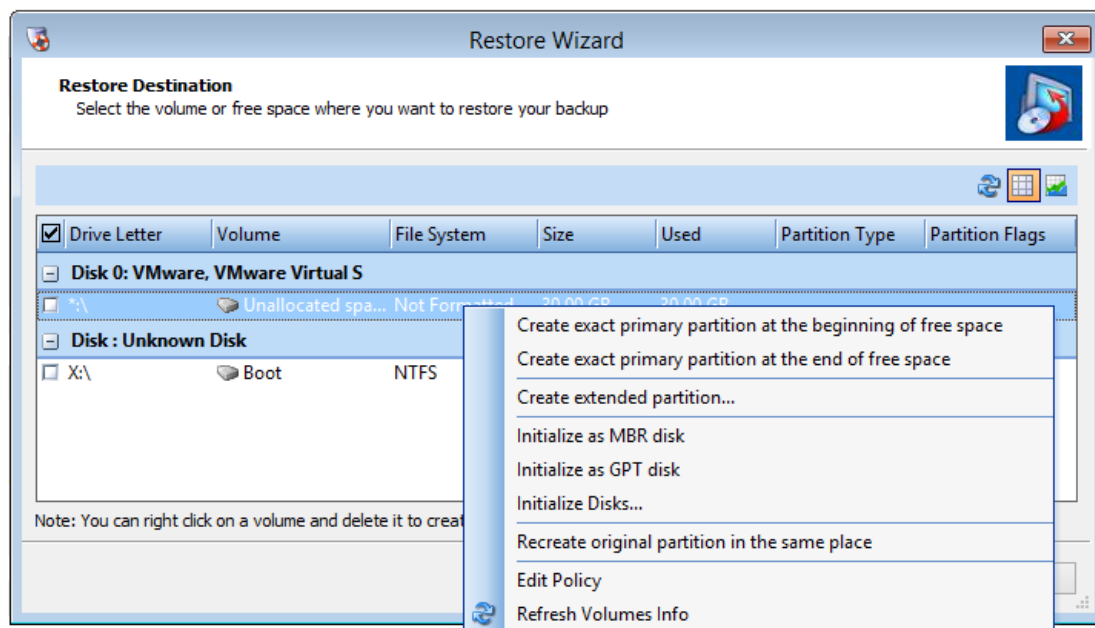 Restore Wizard
Restore Destination
Select the volume or free space where you want to restore your backup
Drive Letter Volume File System Size Used Partition Type Partition Flags
Disk 0: VMware, VMware Virtual S
*:\ Unallocated spa... Not Formatted 30.00 GB 30.00 GB
Disk : Unknown Disk
X:\ Boot NTFS
Note: You can right click on a volume and delete it to creat
Create exact primary partition at the beginning of free space
Create exact primary partition at the end of free space
Create extended partition...
Initialize as MBR disk
Initialize as GPT disk
Initialize Disks...
Recreate original partition in the same place
Edit Policy
Refresh Volumes Info